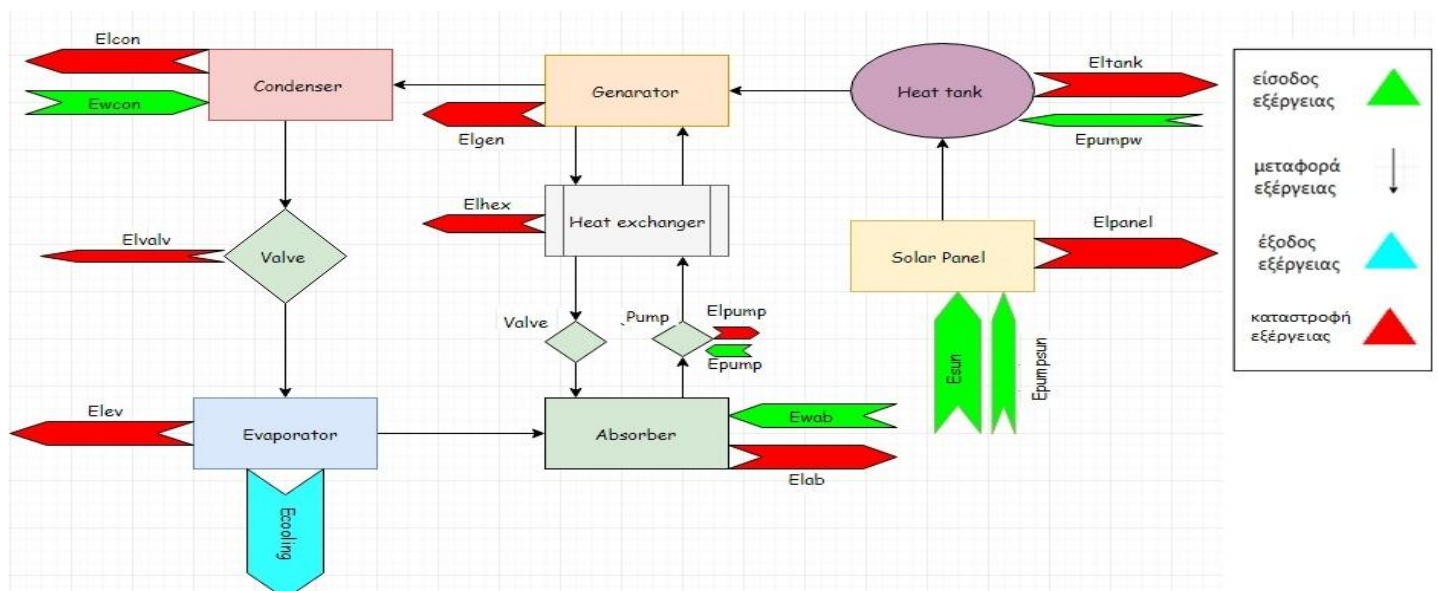 Elcon
Condenser
Ewcon
Genarator
Elgen
Heat tank
Eltank
Epumpw
Elhex
Heat exchanger
Elvalv
Valve
Solar Panel
Elpanel
Valve
Pump
Elpump
Epump
Esun
Epumpsun
Elev
Evaporator
Absorber
Ewab
Elab
Ecooling
είσοδος
εξέργειας
μεταφορά
εξέργειας
έξοδος
εξέργειας
καταστροφή
εξέργειας